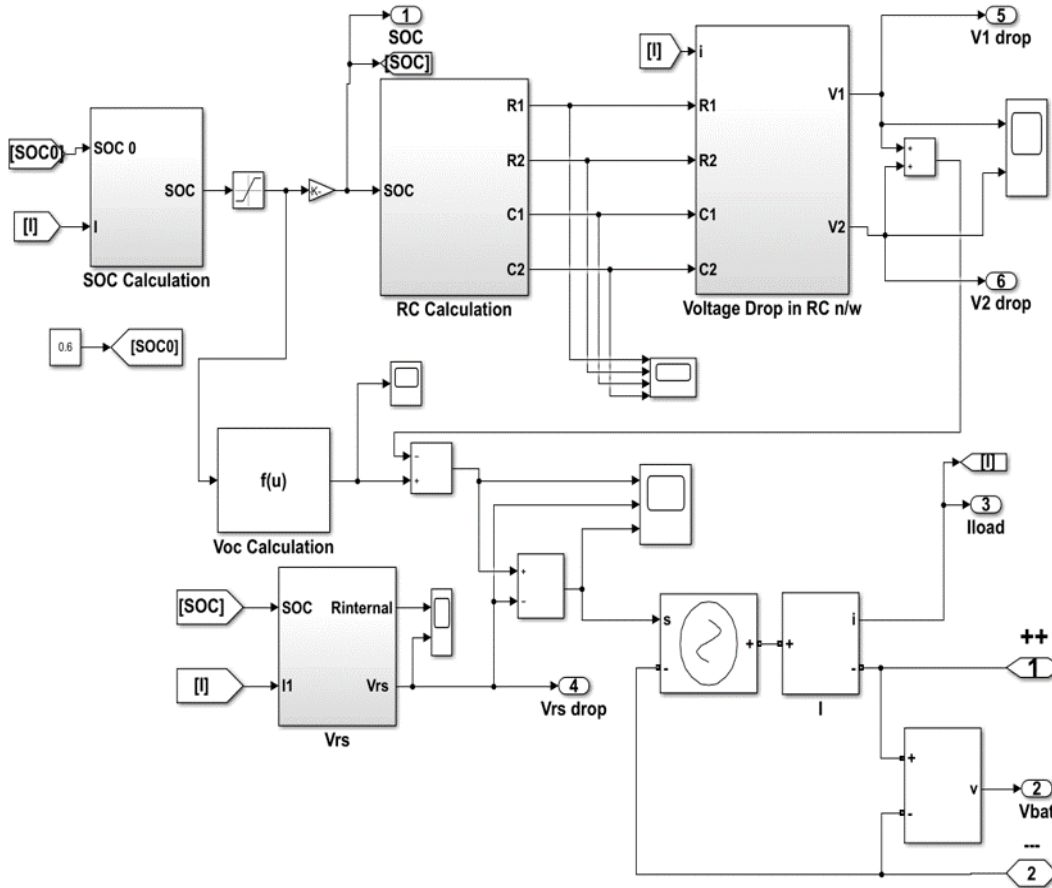 1
SOC
[SOC]
[SOC0]
SOC 0
SOC
[I]
I
SOC Calculation
K-
SOC
R1
R2
C1
C2
RC Calculation
[I]
i
R1
R2
C1
C2
V1
V2
Voltage Drop in RC n/w
5
V1 drop
+
+
6
V2 drop
0.6
[SOC0]
f(u)
Voc Calculation
-
+
[SOC]
SOC
Rinternal
[I]
I1
Vrs
Vrs
4
Vrs drop
+
-
s
-
+
+
i
-
I
[I]
3
Iload
++
1
+
-
v
2
Vbat
---
2